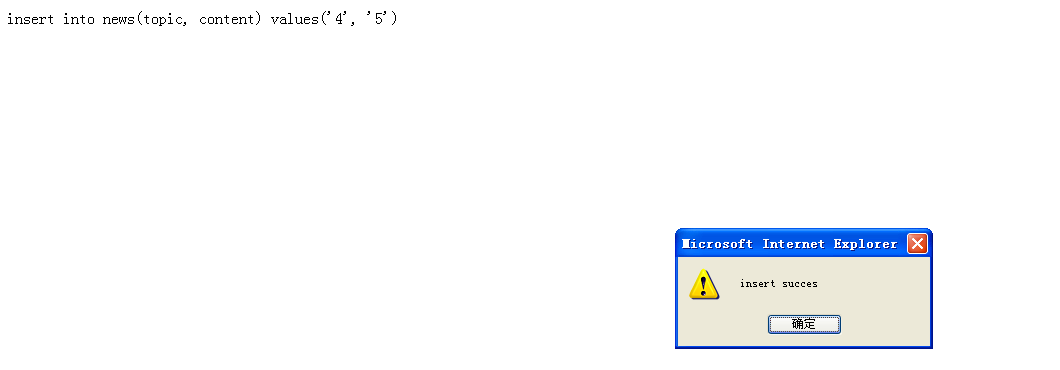 insert into news(topic, content) values('4', '5')
Microsoft Internet Explorer
insert succes
确定